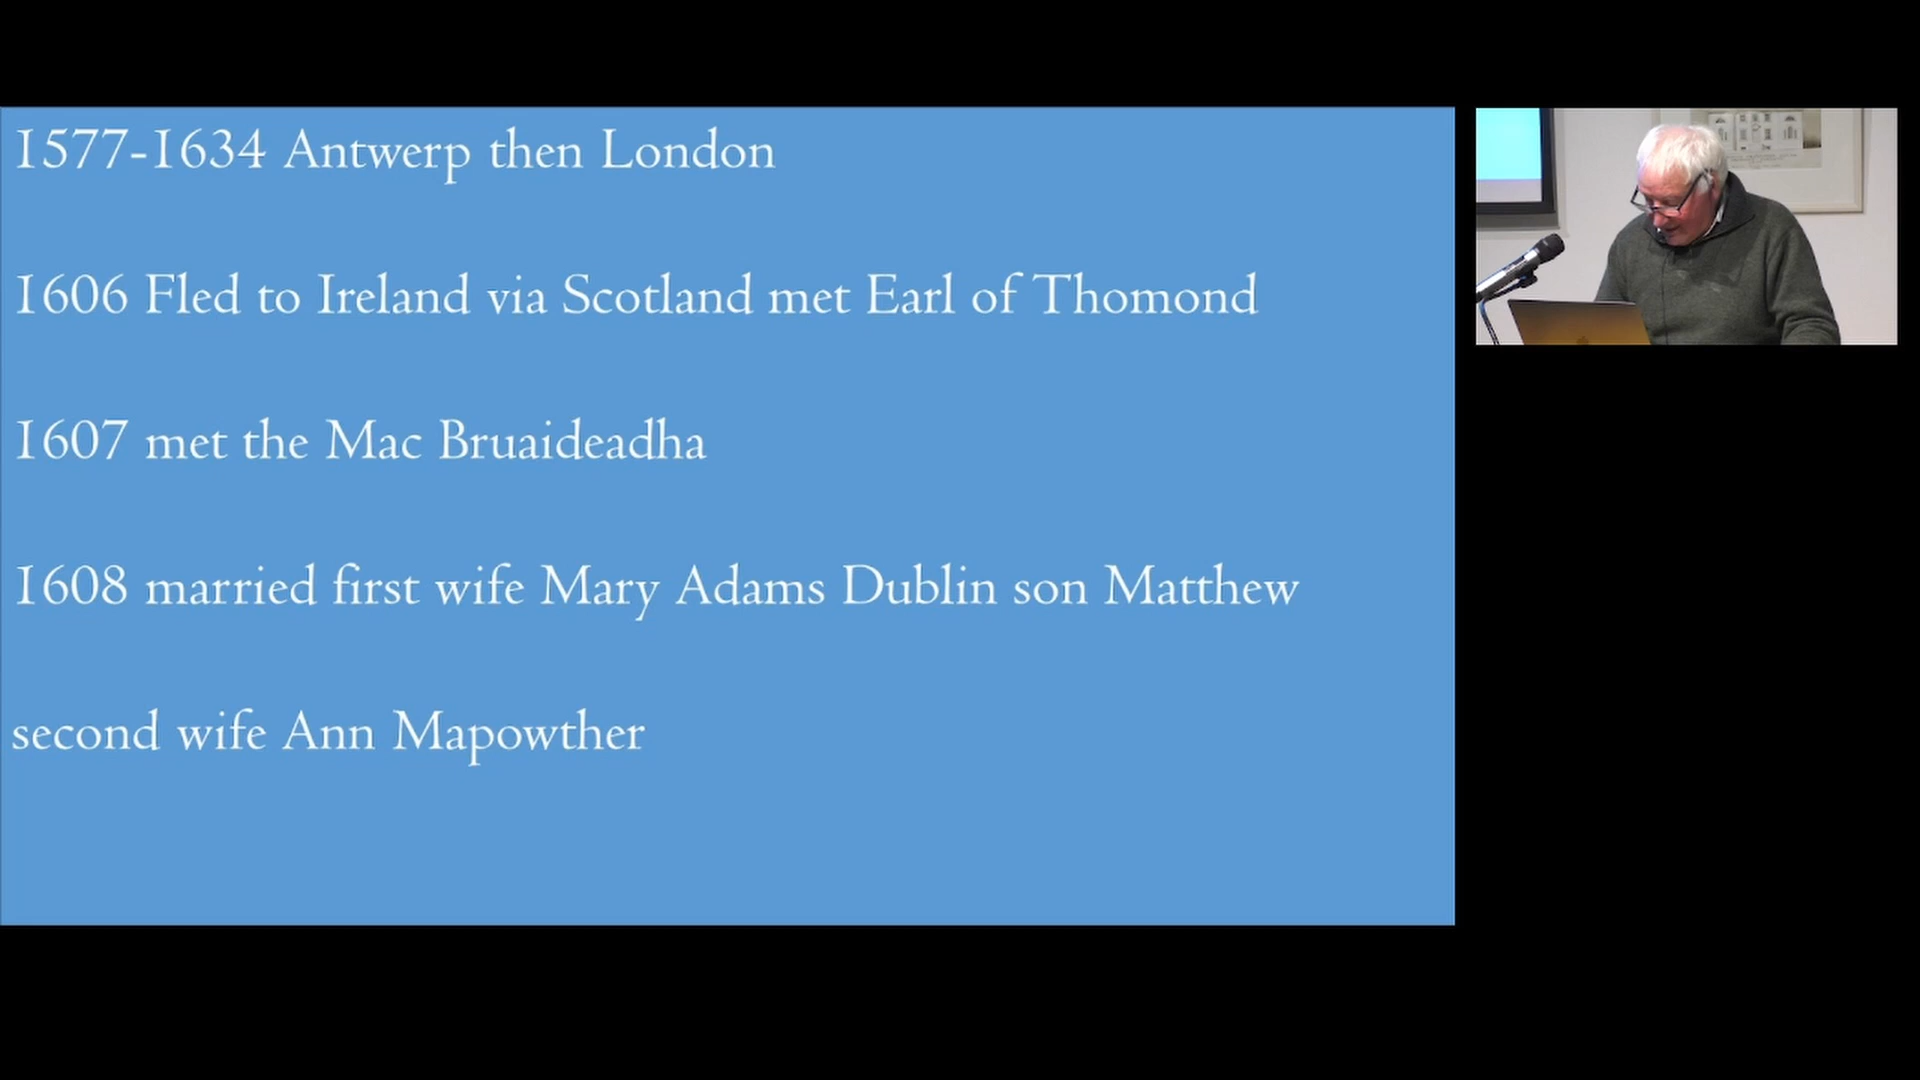 1577-1634 Antwerp then London
1606 Fled to Ireland via Scotland met Earl of Thomond
1607 met the Mac Bruaideadha
1608 married first wife Mary Adams Dublin son Matthew
second wife Ann Mapowther